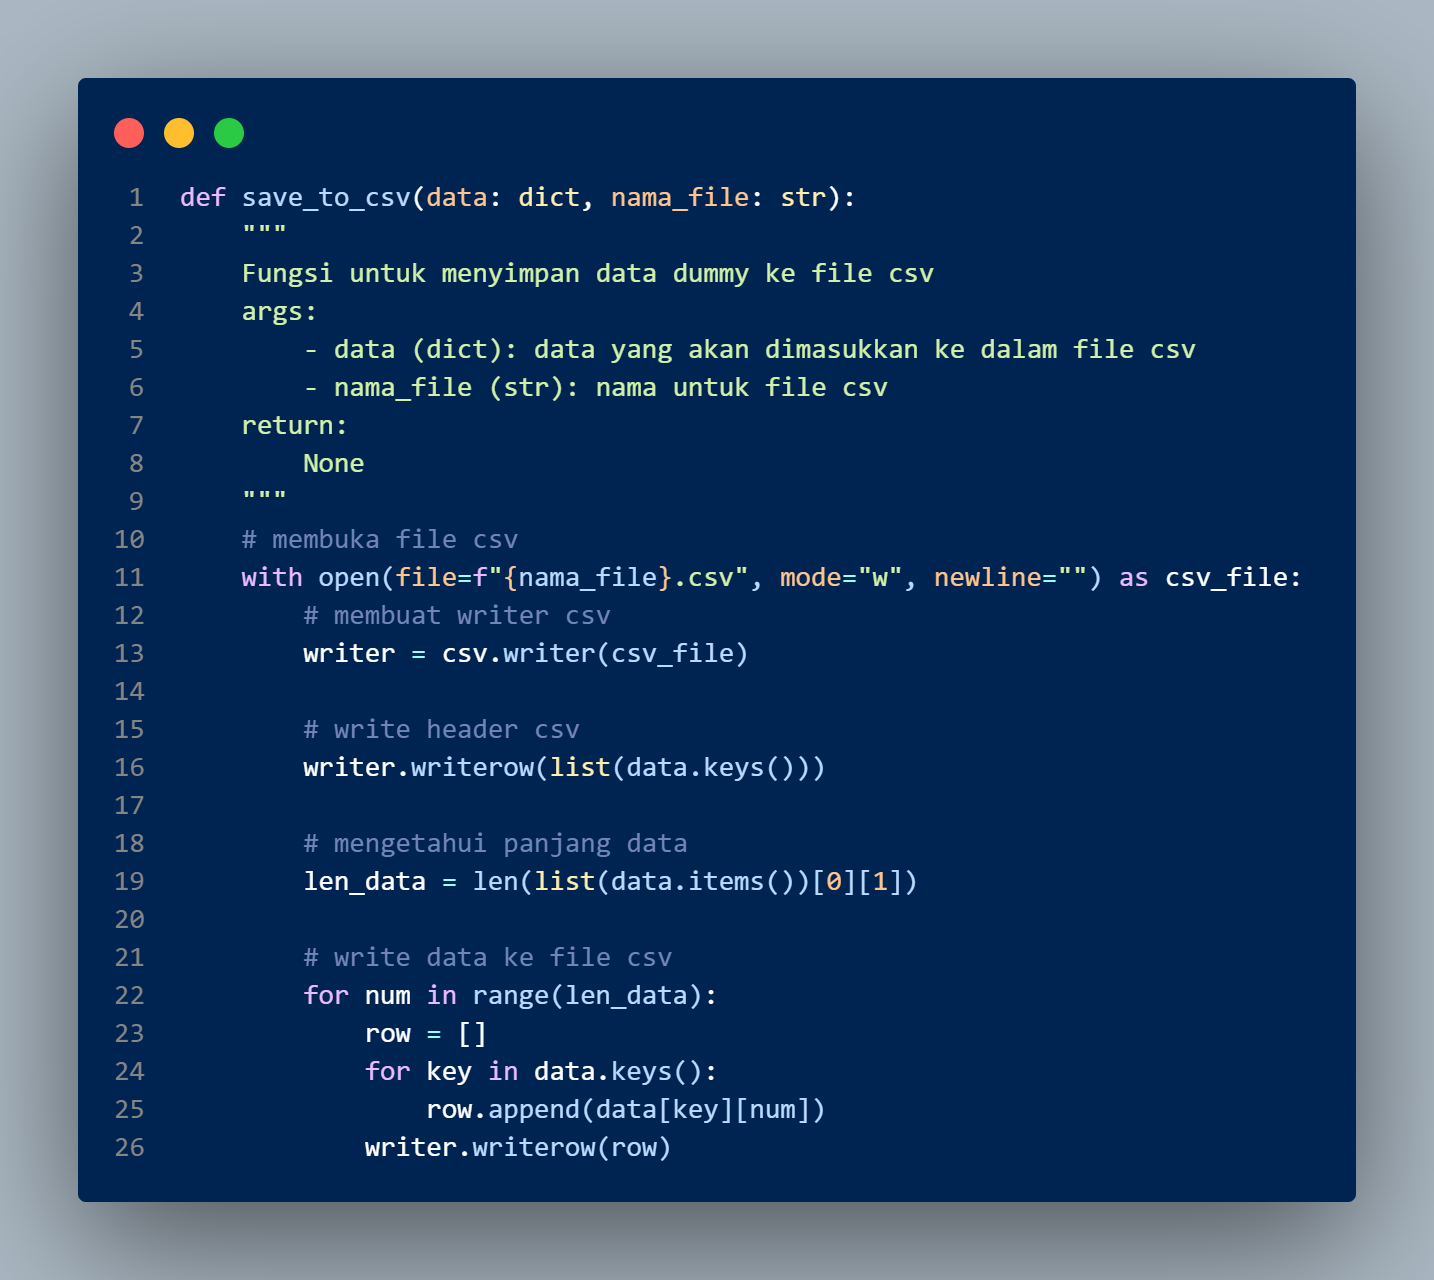 1 def save_to_csv(data: dict, nama_file: str):
2     """
3     Fungsi untuk menyimpan data dummy ke file csv
4     args:
5         - data (dict): data yang akan dimasukkan ke dalam file csv
6         - nama_file (str): nama untuk file csv
7     return:
8         None
9     """
10     # membuka file csv
11     with open(file=f"{nama_file}.csv", mode="w", newline="") as csv_file:
12         # membuat writer csv
13         writer = csv.writer(csv_file)
14
15         # write header csv
16         writer.writerow(list(data.keys()))
17
18         # mengetahui panjang data
19         len_data = len(list(data.items())[0][1])
20
21         # write data ke file csv
22         for num in range(len_data):
23             row = []
24             for key in data.keys():
25                 row.append(data[key][num])
26             writer.writerow(row)